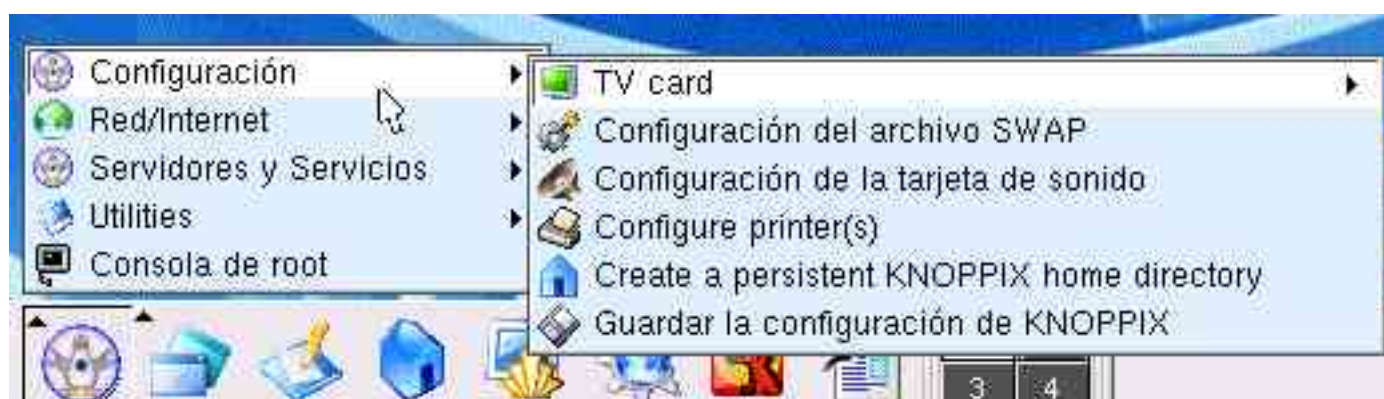 Configuración
Red/Internet
Servidores y Servicios
Utilities
Consola de root
TV card
Configuración del archivo SWAP
Configuración de la tarjeta de sonido
Configure printer(s)
Create a persistent KNOPPIX home directory
Guardar la configuración de KNOPPIX
3 4